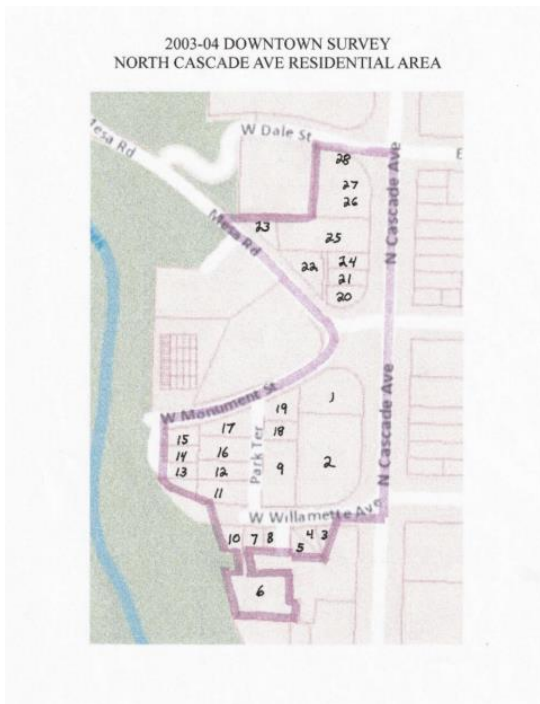 2003-04 DOWNTOWN SURVEY
NORTH CASCADE AVE RESIDENTIAL AREA
Mesa Rd
W Dale St
E
28
N Cascade Ave
27
26
23
Mesa Rd
25
22
24
21
20
W Monument St
19
1
N Cascade Ave
17
18
15
Park Ter
14
16
9
2
13
12
11
W Willamette Ave
10
7
8
4
3
5
6